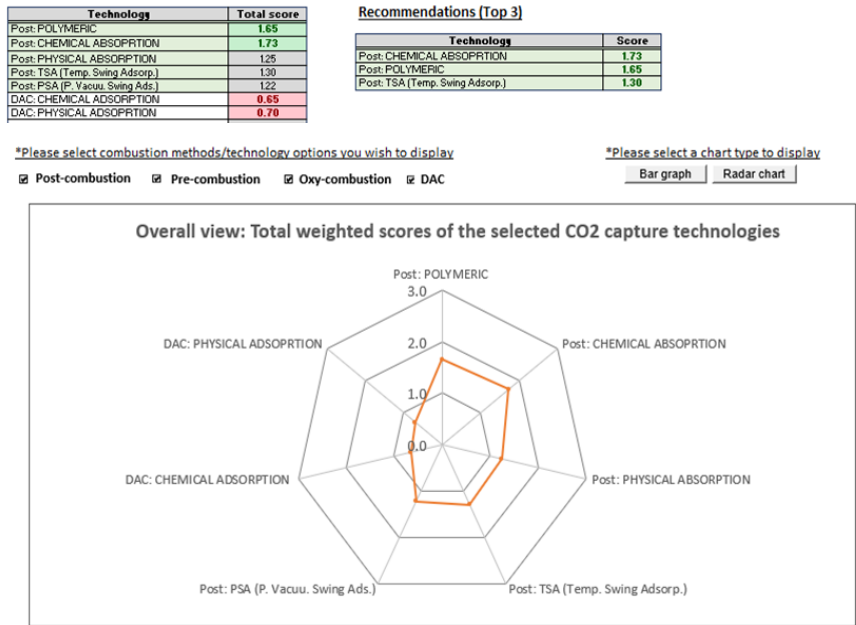 Technology Total score
Post: POLYMERIC 1.65
Post: CHEMICAL ABSOPRTION 1.73
Post: PHYSICAL ABSOPRTION 1.25
Post: TSA (Temp. Swing Adsorp.) 1.30
Post: PSA (P. Vacuu. Swing Ads.) 1.22
DAC: CHEMICAL ADSORPTION 0.65
DAC: PHYSICAL ADSOPRTION 0.70
Recommendations (Top 3)
Technology Score
Post: CHEMICAL ABSOPRTION 1.73
Post: POLYMERIC 1.65
Post: TSA (Temp. Swing Adsorp.) 1.30
*Please select combustion methods/technology options you wish to display
Post-combustion Pre-combustion Oxy-combustion DAC
*Please select a chart type to display
Bar graph Radar chart
Overall view: Total weighted scores of the selected CO2 capture technologies
Post: POLYMERIC
3.0
DAC: PHYSICAL ADSOPRTION
2.0
Post: CHEMICAL ABSOPRTION
1.0
0.0
DAC: CHEMICAL ADSORPTION
Post: PHYSICAL ABSORPTION
Post: PSA (P. Vacuu. Swing Ads.)
Post: TSA (Temp. Swing Adsorp.)